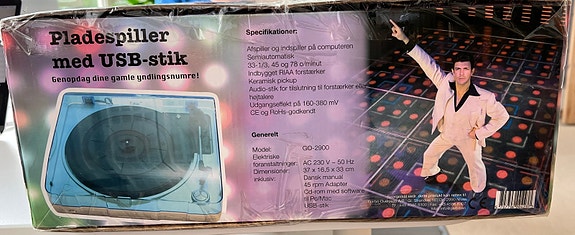 Pladespiller
med USB-stik
Genopdag dine gamle yndlingsnumre!
Specifikationer:
Afspiller og indspiller på computeren
Semiautomatisk
33-1/3, 45 og 78 o/minut
Indbygget RIAA forstærker
Keramisk pickup
Audio-stik for tilslutning til forstærker eller
højtalere
Udgangseffekt på 160-380 mV
CE og RoHs-godkendt
Generelt
Model: GO-2900
Elektriske
foranstaltninger: AC 230 V ~ 50 Hz
Dimensioner: 37 x 16,5 x 33 cm
inklusiv. Dansk manual
45 rpm Adapter
Cd-rom med software
til Pc/Mac
USB-stik